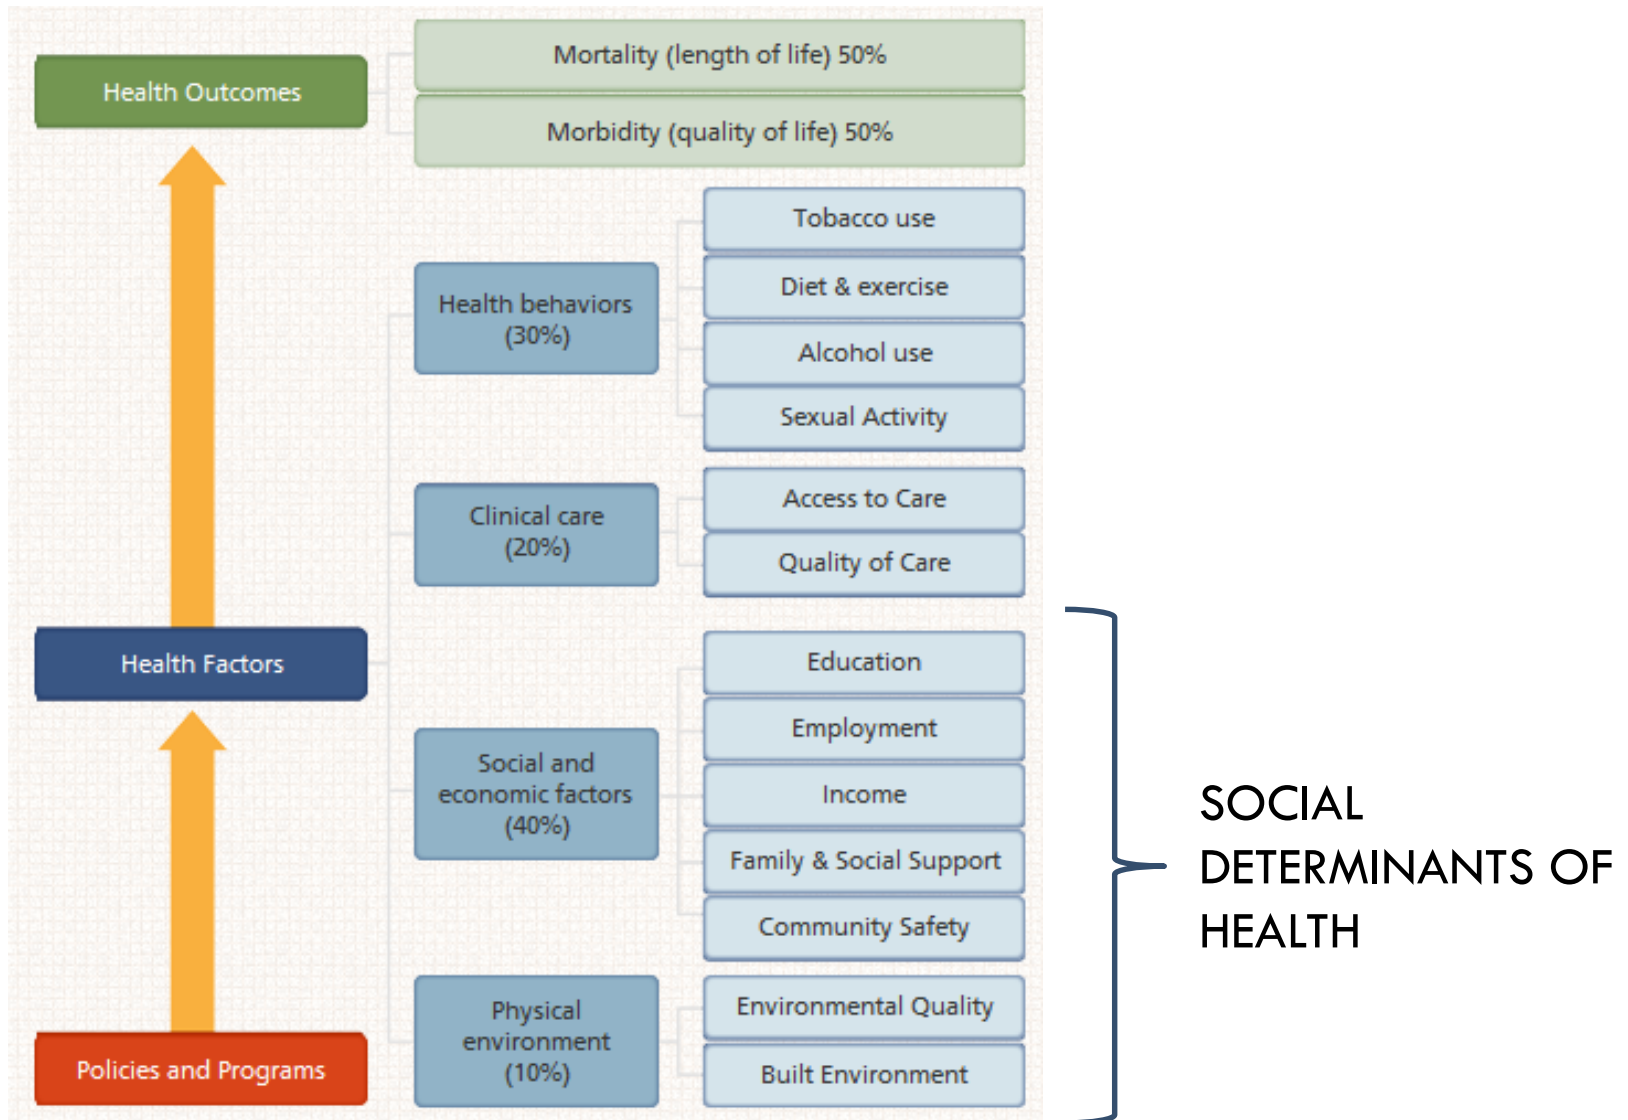 Health Outcomes
Mortality (length of life) 50%
Morbidity (quality of life) 50%
Health Factors
Health behaviors
(30%)
Tobacco use
Diet & exercise
Alcohol use
Sexual Activity
Clinical care
(20%)
Access to Care
Quality of Care
Social and
economic factors
(40%)
Education
Employment
Income
Family & Social Support
Community Safety
Physical
environment
(10%)
Environmental Quality
Built Environment
Policies and Programs
SOCIAL
DETERMINANTS OF
HEALTH